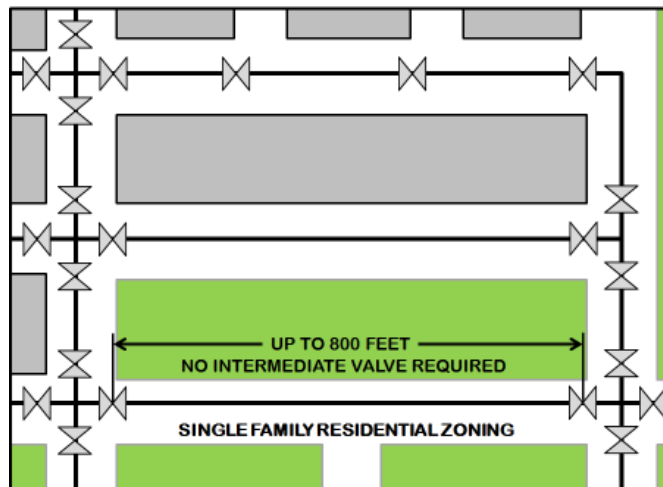 UP TO 800 FEET
NO INTERMEDIATE VALVE REQUIRED
SINGLE FAMILY RESIDENTIAL ZONING